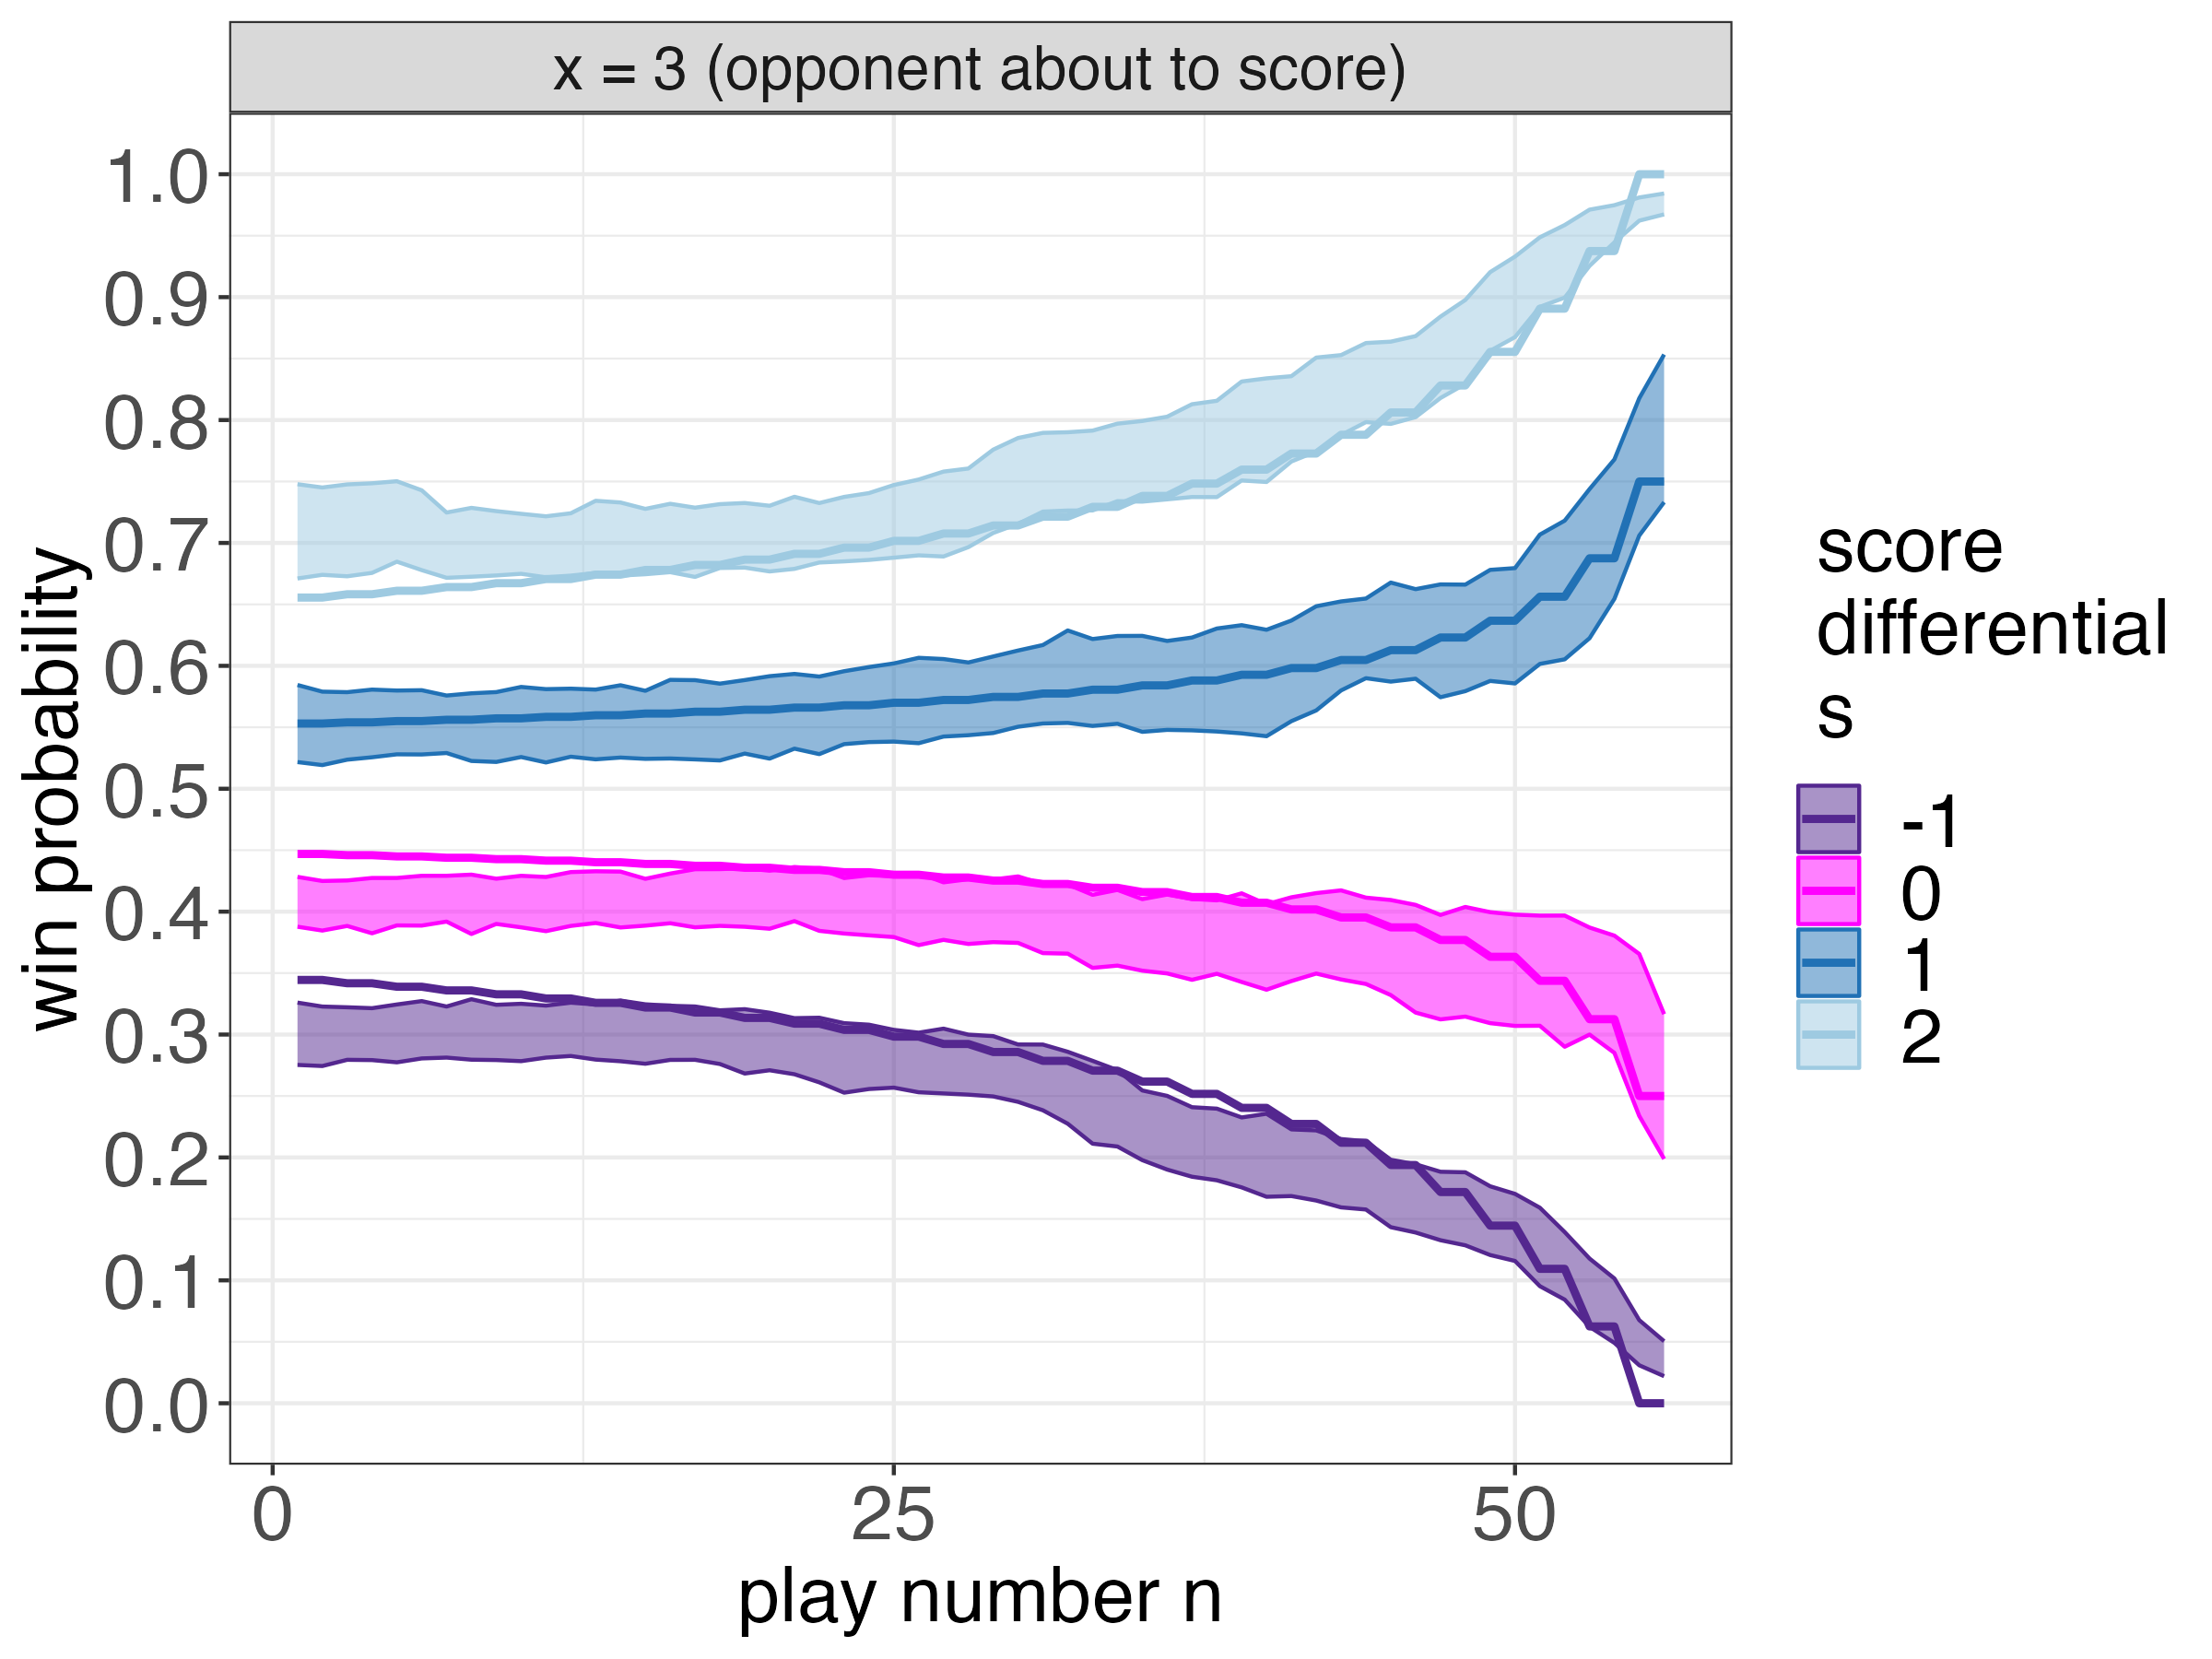 x = 3 (opponent about to score)
1.0
0.9
0.8
0.7
0.6
0.5
0.4
0.3
0.2
0.1
0.0
win probability
0 25 50
play number n
score
differential
s
-1
0
1
2